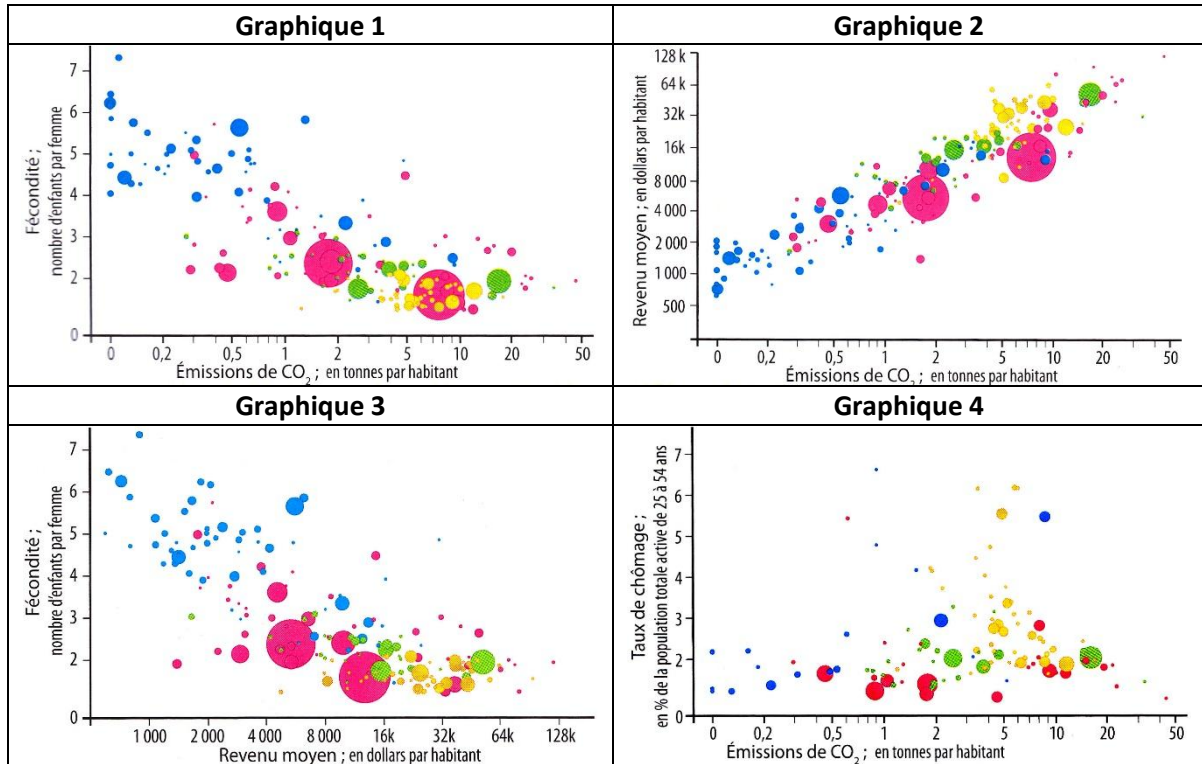 Graphique 1
Graphique 2
Fécondité ;
nombre d'enfants par femme
7
6
5
4
3
2
0
0 0,2 0,5 1 2 5 10 20 50
Émissions de CO₂ ; en tonnes par habitant
Revenu moyen ; en dollars par habitant
128 k
64 k
32k
16k
8 000
4 000
2 000
1 000
500
0 0,2 0,5 1 2 5 10 20 50
Émissions de CO₂ ; en tonnes par habitant
Graphique 3
Graphique 4
Fécondité ;
nombre d'enfants par femme
7
6
5
4
3
2
0
1 000 2 000 4 000 8 000 16k 32k 64k 128k
Revenu moyen ; en dollars par habitant
Taux de chômage ;
en % de la population totale active de 25 à 54 ans
7
6
5
4
3
2
0
0 0,2 0,5 1 2 5 10 20 50
Émissions de CO₂ ; en tonnes par habitant